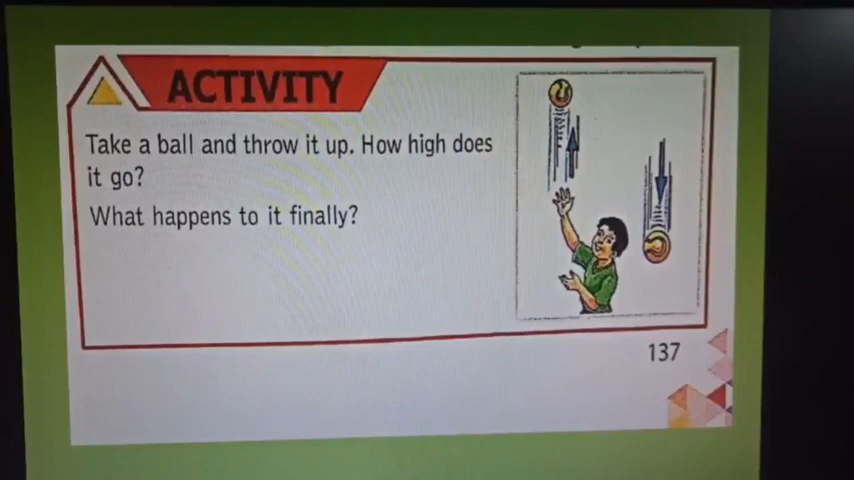 ACTIVITY
Take a ball and throw it up. How high does
it go?
What happens to it finally?
137